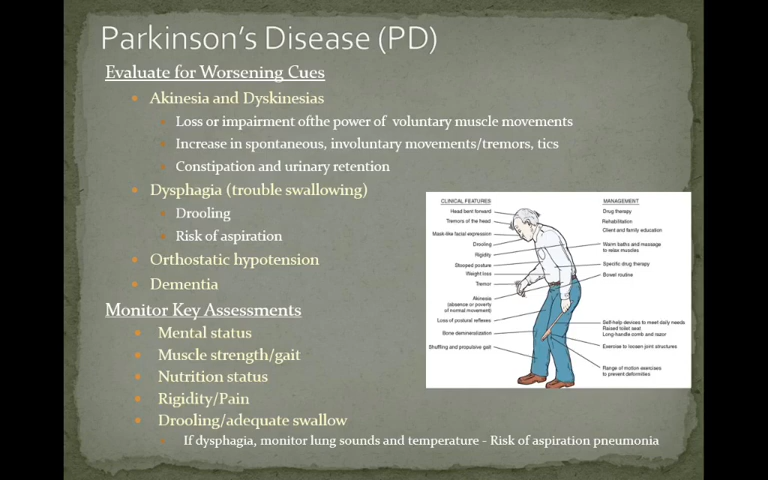 Parkinson's Disease (PD)
Evaluate for Worsening Cues
Akinesia and Dyskinesias
Loss or impairment ofthe power of voluntary muscle movements
Increase in spontaneous, involuntary movements/tremors, tics
Constipation and urinary retention
Dysphagia (trouble swallowing)
Drooling
Risk of aspiration
Orthostatic hypotension
Dementia
Monitor Key Assessments
Mental status
Muscle strength/gait
Nutrition status
Rigidity/Pain
Drooling/adequate swallow
If dysphagia, monitor lung sounds and temperature - Risk of aspiration pneumonia
CLINICAL FEATURES
Head bent forward
Tremors of the head
Mask-like facial expression
Drooling
Rigidity
Stooped posture
Weight loss
Tremor
Akinesia
(absence or poverty
of normal movement)
Loss of postural reflexes
Bone demineralization
Shuffling and propulsive gait
MANAGEMENT
Drug therapy
Rehabilitation
Client and family education
Warm baths and massage
to relax muscles
Specific drug therapy
Bowel routine
Self-help devices to meet daily needs
Raised toilet seat
Long-handle comb and razor
Exercise to loosen joint structures
Range of motion exercises
to prevent deformities